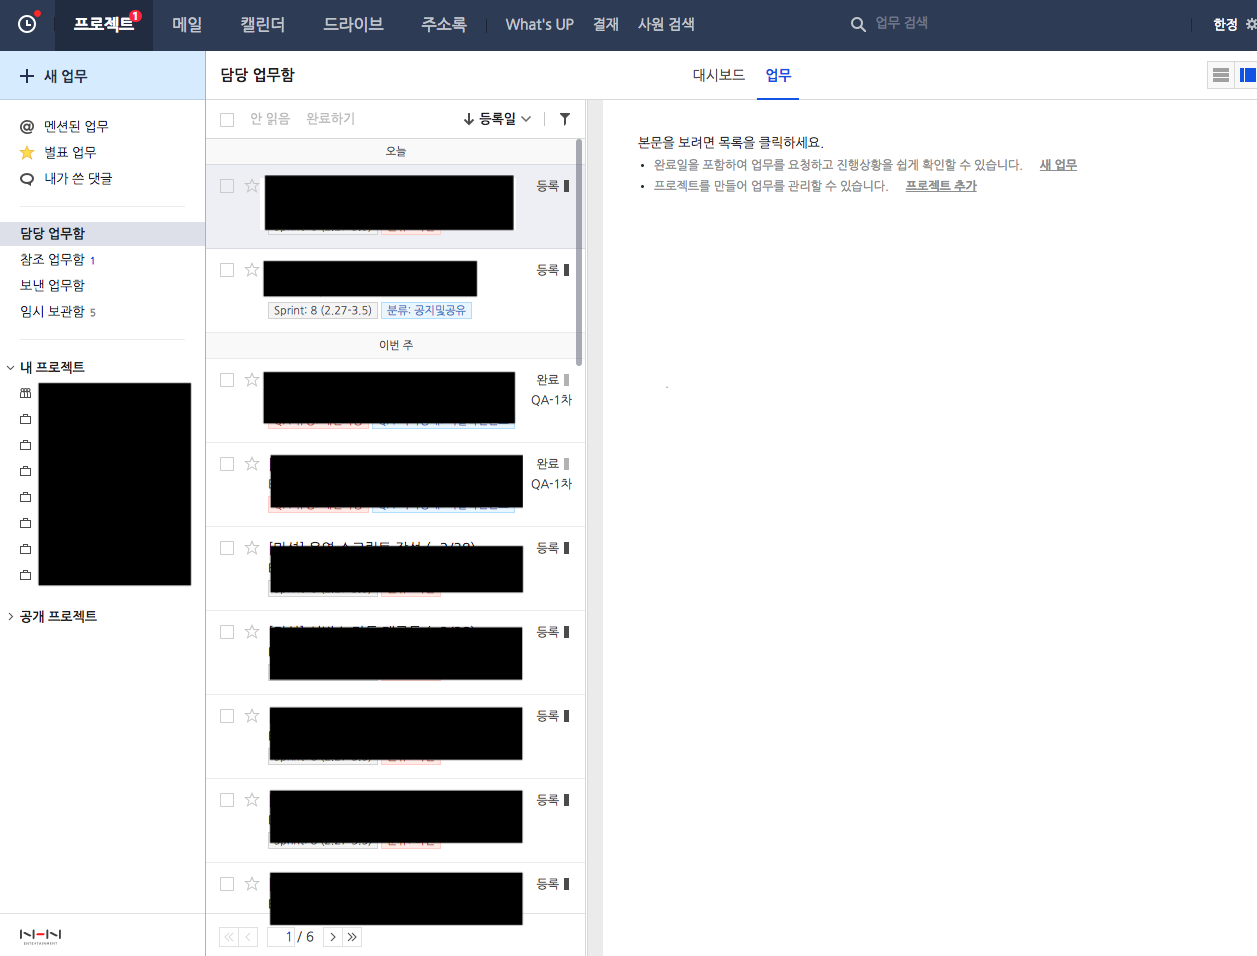 프로젝트 1 메일 캘린더 드라이브 주소록 What's UP 결재 사원 검색 업무 검색 한정
새 업무
담당 업무함
대시보드 업무
멘션된 업무
별표 업무
내가 쓴 댓글
담당 업무함
참조 업무함 1
보낸 업무함
임시 보관함 5
내 프로젝트
공개 프로젝트
NHN
ENTERTAINMENT
안 읽음 완료하기 등록일
오늘
등록
등록
Sprint: 8 (2.27-3.5) 분류: 공지및공유
이번 주
완료
QA-1차
완료
QA-1차
등록
등록
등록
등록
등록
1 / 6
본문을 보려면 목록을 클릭하세요.
• 완료일을 포함하여 업무를 요청하고 진행상황을 쉽게 확인할 수 있습니다. 새 업무
• 프로젝트를 만들어 업무를 관리할 수 있습니다. 프로젝트 추가